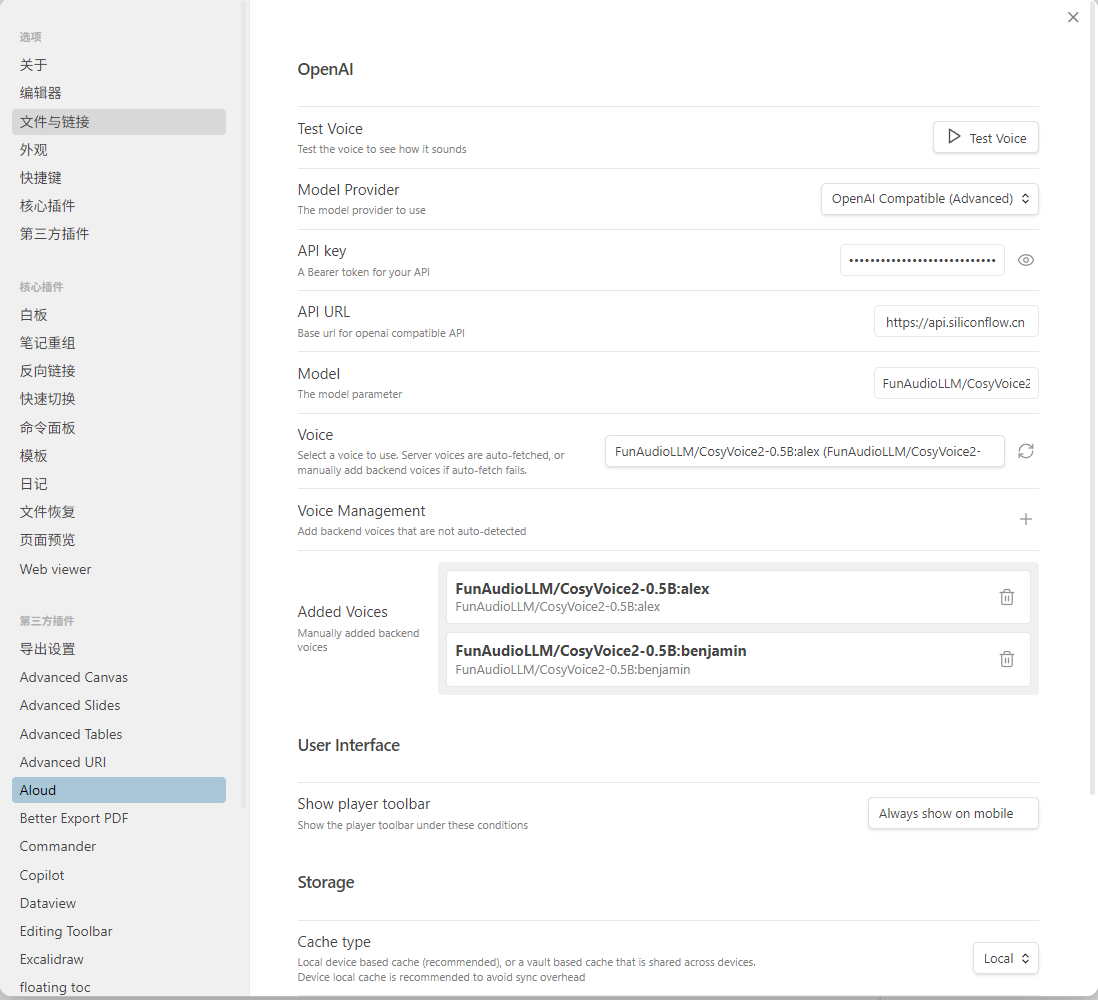 选项
关于
编辑器
文件与链接
外观
快捷键
核心插件
第三方插件
核心插件
白板
笔记重组
反向链接
快速切换
命令面板
模板
日记
文件恢复
页面预览
Web viewer
第三方插件
导出设置
Advanced Canvas
Advanced Slides
Advanced Tables
Advanced URI
Aloud
Better Export PDF
Commander
Copilot
Dataview
Editing Toolbar
Excalidraw
floating toc
OpenAI
Test Voice
Test the voice to see how it sounds
Test Voice
Model Provider
The model provider to use
OpenAI Compatible (Advanced)
API key
A Bearer token for your API
API URL
Base url for openai compatible API
https://api.siliconflow.cn
Model
The model parameter
FunAudioLLM/CosyVoice2
Voice
Select a voice to use. Server voices are auto-fetched, or
manually add backend voices if auto-fetch fails.
FunAudioLLM/CosyVoice2-0.5B:alex (FunAudioLLM/CosyVoice2-
Voice Management
Add backend voices that are not auto-detected
Added Voices
Manually added backend
voices
FunAudioLLM/CosyVoice2-0.5B:alex
FunAudioLLM/CosyVoice2-0.5B:alex
FunAudioLLM/CosyVoice2-0.5B:benjamin
FunAudioLLM/CosyVoice2-0.5B:benjamin
User Interface
Show player toolbar
Show the player toolbar under these conditions
Always show on mobile
Storage
Cache type
Local device based cache (recommended), or a vault based cache that is shared across devices.
Device local cache is recommended to avoid sync overhead
Local